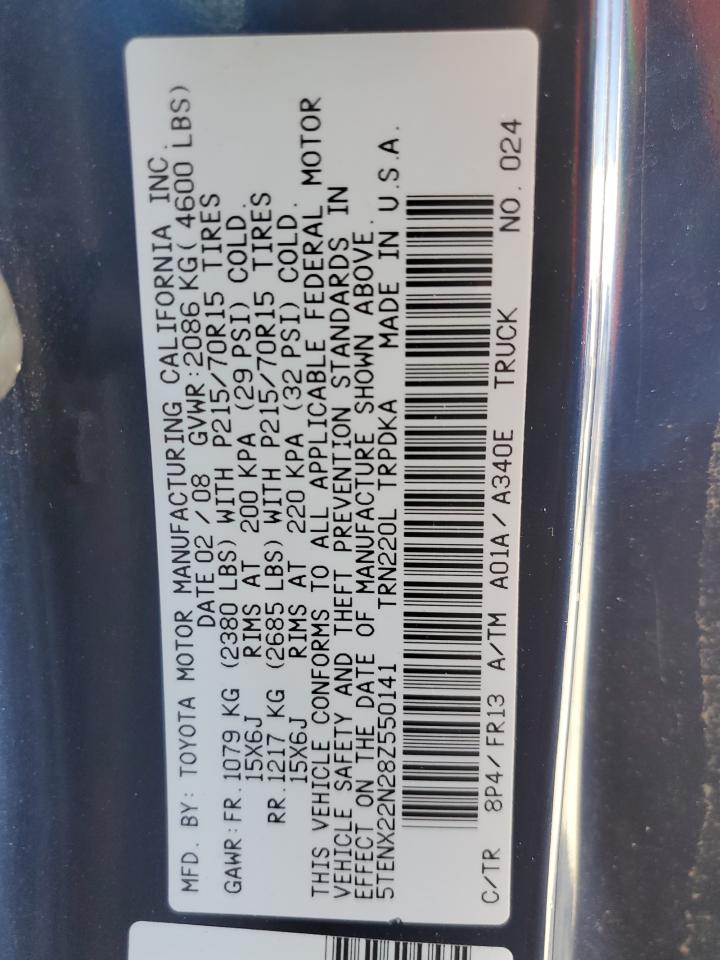 MFD. BY: TOYOTA MOTOR MANUFACTURING CALIFORNIA INC.
DATE 02 / 08 GVWR:2086 KG( 4600 LBS)
GAWR:FR.1079 KG (2380 LBS) WITH P215/70R15 TIRES
15X6J RIMS AT 200 KPA (29 PSI) COLD.
RR.1217 KG (2685 LBS) WITH P215/70R15 TIRES
15X6J RIMS AT 220 KPA (32 PSI) COLD.
THIS VEHICLE CONFORMS TO ALL APPLICABLE FEDERAL MOTOR
VEHICLE SAFETY AND THEFT PREVENTION STANDARDS IN
EFFECT ON THE DATE OF MANUFACTURE SHOWN ABOVE.
5TENX22N28Z550141 TRN220L TRPDKA MADE IN U.S.A.
C/TR 8P4/FR13 A/TM A01A/A340E TRUCK NO. 024